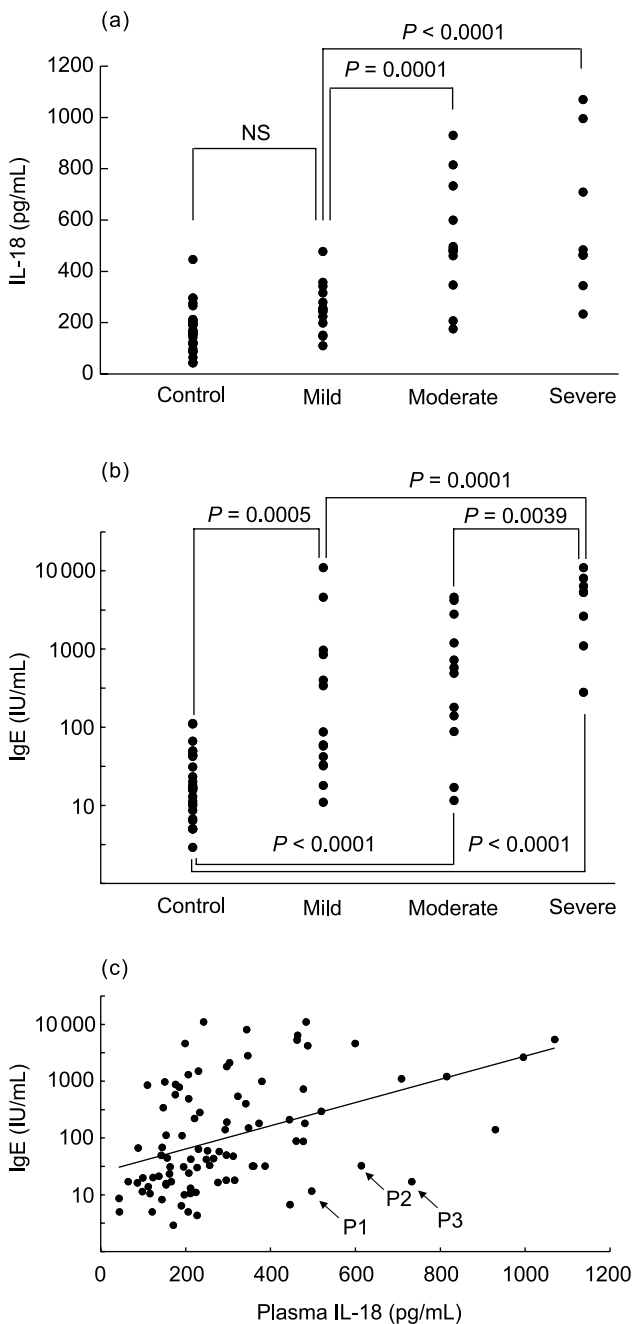 (a)
P < 0.0001
P = 0.0001
NS
1200
1000
800
600
400
200
0
IL-18 (pg/mL)
Control Mild Moderate Severe
(b)
P = 0.0001
P = 0.0005 P = 0.0039
10 000
1000
100
10
IgE (IU/mL)
P < 0.0001 P < 0.0001
Control Mild Moderate Severe
(c)
10 000
1000
100
10
IgE (IU/mL)
P1
P2
P3
0 200 400 600 800 1000 1200
Plasma IL-18 (pg/mL)